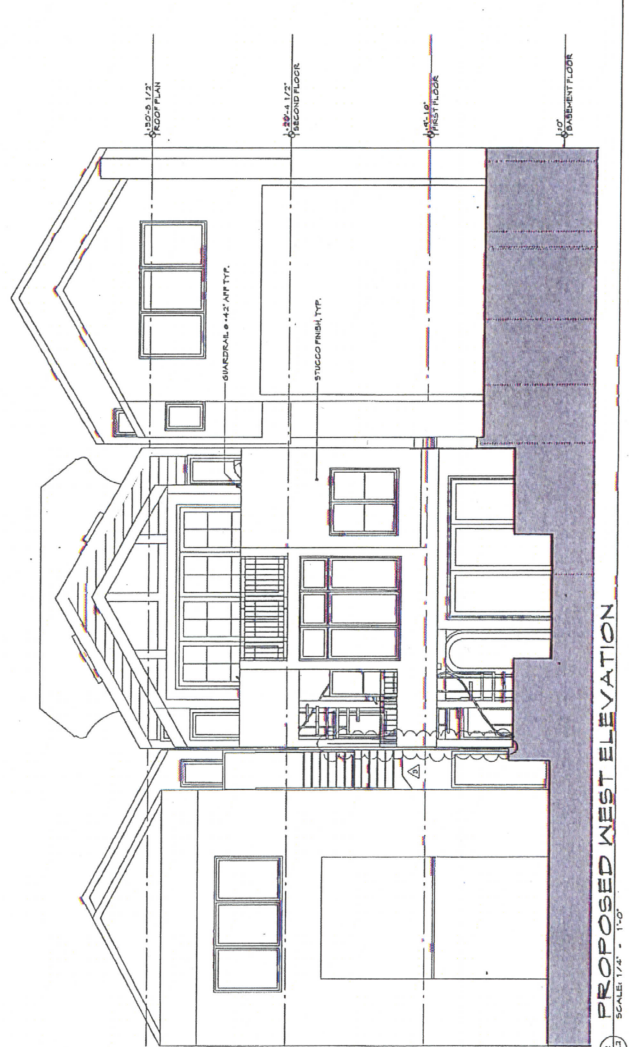 +30'-8 1/2"
ROOF PLAN
+20'-4 1/2"
SECOND FLOOR
FIRST FLOOR
BASEMENT FLOOR
GUARDRAIL @ +42" AFF TYP.
STUCCO FINISH, TYP.
PROPOSED WEST ELEVATION
SCALE: 1/4" = 1'-0"